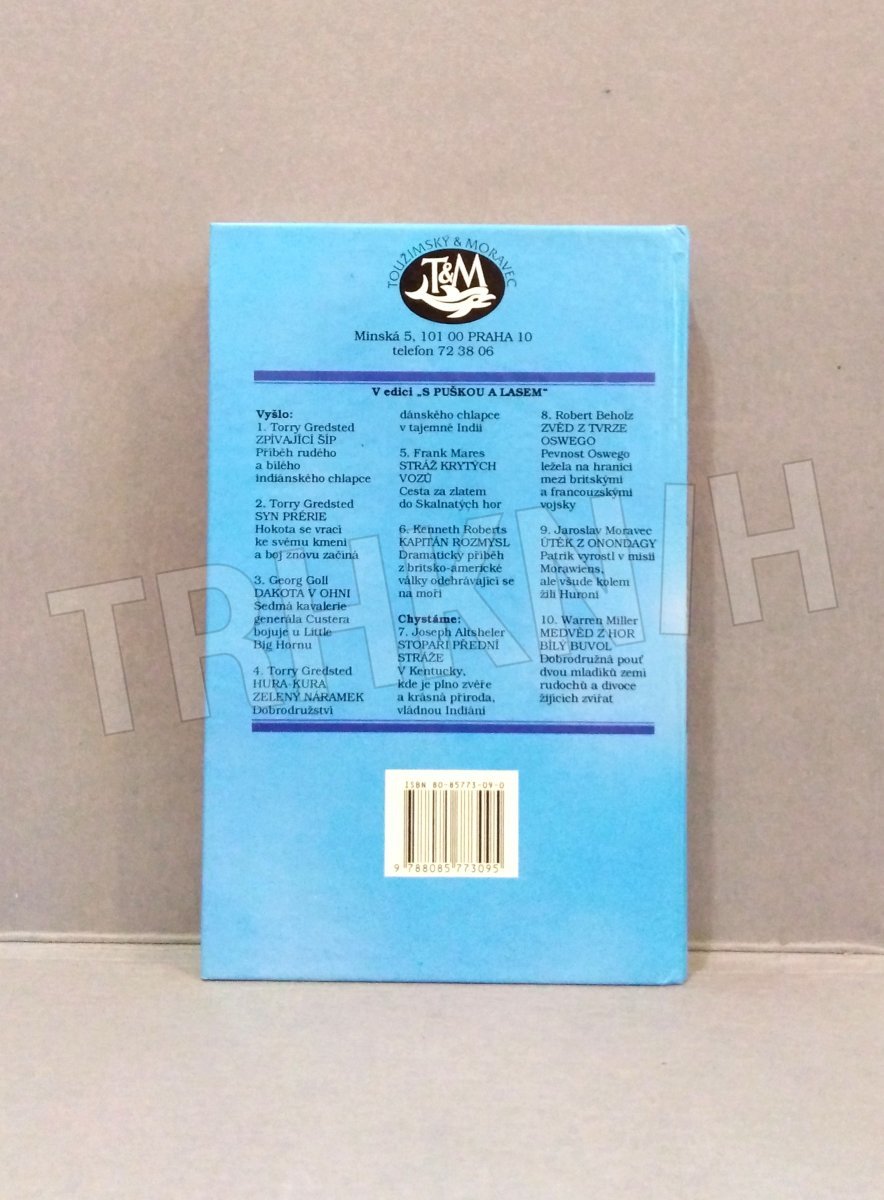 TOUŽIMSKÝ & MORAVEC
T&M
Minská 5, 101 00 PRAHA 10
telefon 72 38 06
V edici „S PUŠKOU A LASEM“
Vyšlo:
1. Torry Gredsted
ZPÍVAJÍCÍ ŠÍP
Příběh rudého
a bílého
indiánského chlapce
2. Torry Gredsted
SYN PRÉRIE
Hokota se vrací
ke svému kmeni
a boj znovu začíná
3. Georg Goll
DAKOTA V OHNI
Sedmá kavalerie
generála Custera
bojuje u Little
Big Hornu
4. Torry Gredsted
HURA-KURA
ZELENÝ NÁRAMEK
Dobrodružství
dánského chlapce
v tajemné Indii
5. Frank Mares
STRÁŽ KRYTÝCH
VOZŮ
Cesta za zlatem
do Skalnatých hor
6. Kenneth Roberts
KAPITÁN ROZMYSL
Dramatický příběh
z britsko-americké
války odehrávající se
na moři
Chystáme:
7. Joseph Altsheler
STOPAŘI PŘEDNÍ
STRÁŽE
V Kentucky,
kde je plno zvěře
a krásná příroda,
vládnou Indiáni
8. Robert Beholz
ZVĚD Z TVRZE
OSWEGO
Pevnost Oswego
ležela na hranici
mezi britskými
a francouzskými
vojsky
9. Jaroslav Moravec
ÚTĚK Z ONONDAGY
Patrik vyrostl v misii
Morawiens,
ale všude kolem
žili Huroni
10. Warren Miller
MEDVĚD Z HOR
BÍLÝ BUVOL
Dobrodružná pouť
dvou mladíků zemí
rudochů a divoce
žijících zvířat
ISBN 80-85773-09-0
9 788085 773095
TRHANIH